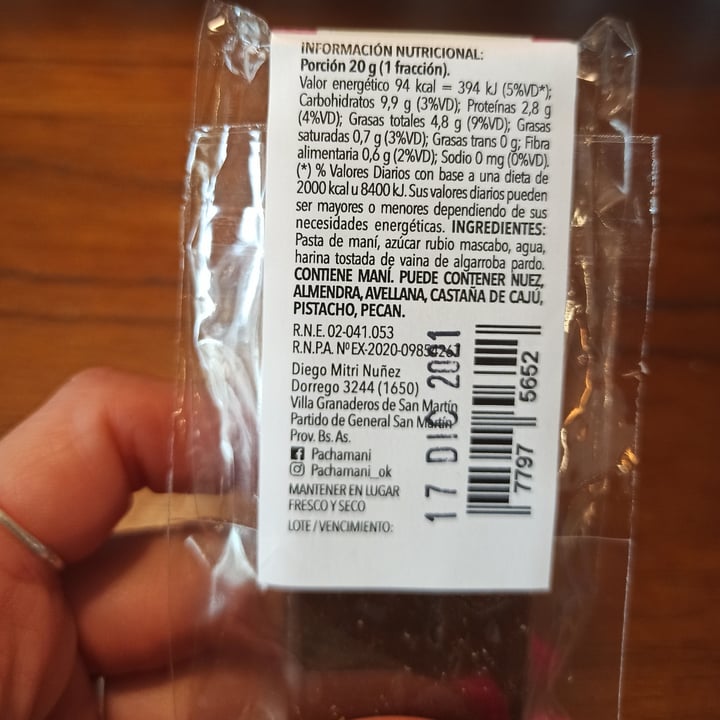 INFORMACIÓN NUTRICIONAL:
Porción 20 g (1 fracción).
Valor energético 94 kcal = 394 kJ (5%VD*);
Carbohidratos 9,9 g (3%VD); Proteínas 2,8 g
(4%VD); Grasas totales 4,8 g (9%VD); Grasas
saturadas 0,7 g (3%VD); Grasas trans 0 g; Fibra
alimentaria 0,6 g (2%VD); Sodio 0 mg (0%VD).
(*) % Valores Diarios con base a una dieta de
2000 kcal u 8400 kJ. Sus valores diarios pueden
ser mayores o menores dependiendo de sus
necesidades energéticas. INGREDIENTES:
Pasta de maní, azúcar rubio mascabo, agua,
harina tostada de vaina de algarroba pardo.
CONTIENE MANÍ. PUEDE CONTENER NUEZ,
ALMENDRA, AVELLANA, CASTAÑA DE CAJÚ,
PISTACHO, PECAN.
R.N.E. 02-041.053
R.N.P.A. Nº EX-2020-09854263
Diego Mitri Nuñez
Dorrego 3244 (1650)
Villa Granaderos de San Martín
Partido de General San Martín
Prov. Bs. As.
Pachamani
Pachamani_ok
MANTENER EN LUGAR
FRESCO Y SECO
LOTE / VENCIMIENTO:
17 DIC 2021
7797 5652